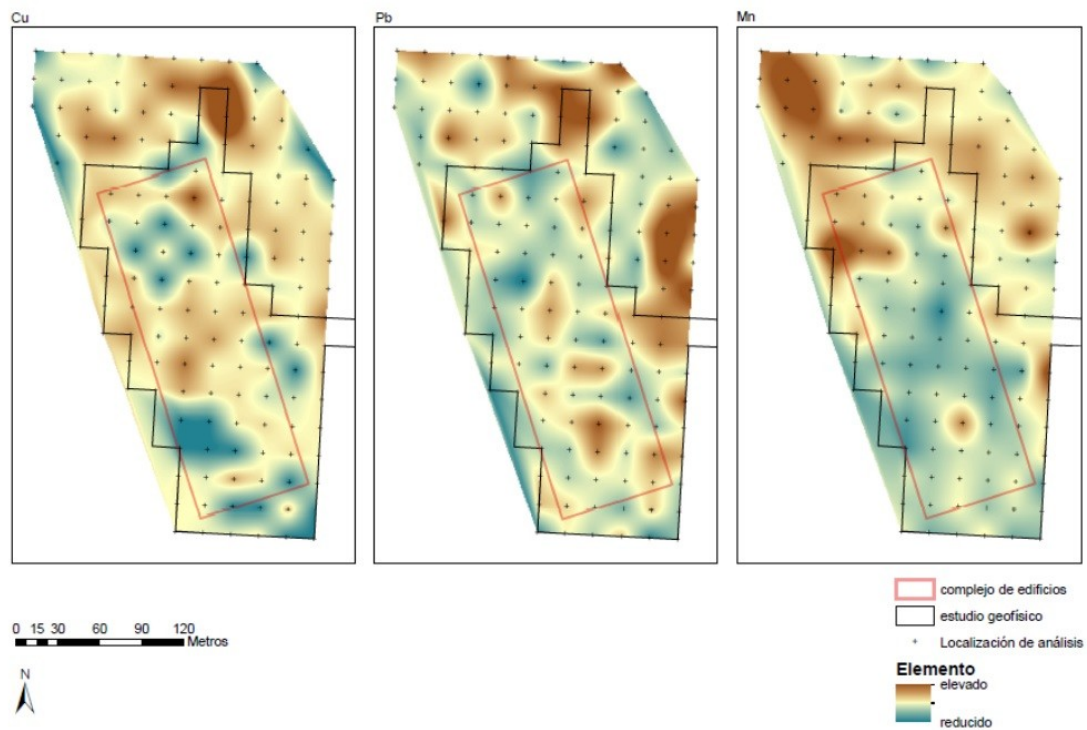 Cu
Pb
Mn
complejo de edificios
estudio geofísico
Localización de análisis
0 15 30 60 90 120
Metros
Elemento
elevado
N
reducido